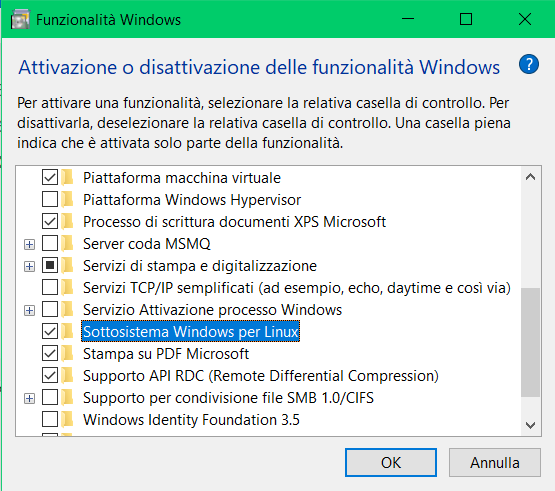 Funzionalità Windows
Attivazione o disattivazione delle funzionalità Windows
?
Per attivare una funzionalità, selezionare la relativa casella di controllo. Per
disattivarla, deselezionare la relativa casella di controllo. Una casella piena
indica che è attivata solo parte della funzionalità.
Piattaforma macchina virtuale
Piattaforma Windows Hypervisor
Processo di scrittura documenti XPS Microsoft
Server coda MSMQ
Servizi di stampa e digitalizzazione
Servizi TCP/IP semplificati (ad esempio, echo, daytime e così via)
Servizio Attivazione processo Windows
Sottosistema Windows per Linux
Stampa su PDF Microsoft
Supporto API RDC (Remote Differential Compression)
Supporto per condivisione file SMB 1.0/CIFS
Windows Identity Foundation 3.5
OK
Annulla